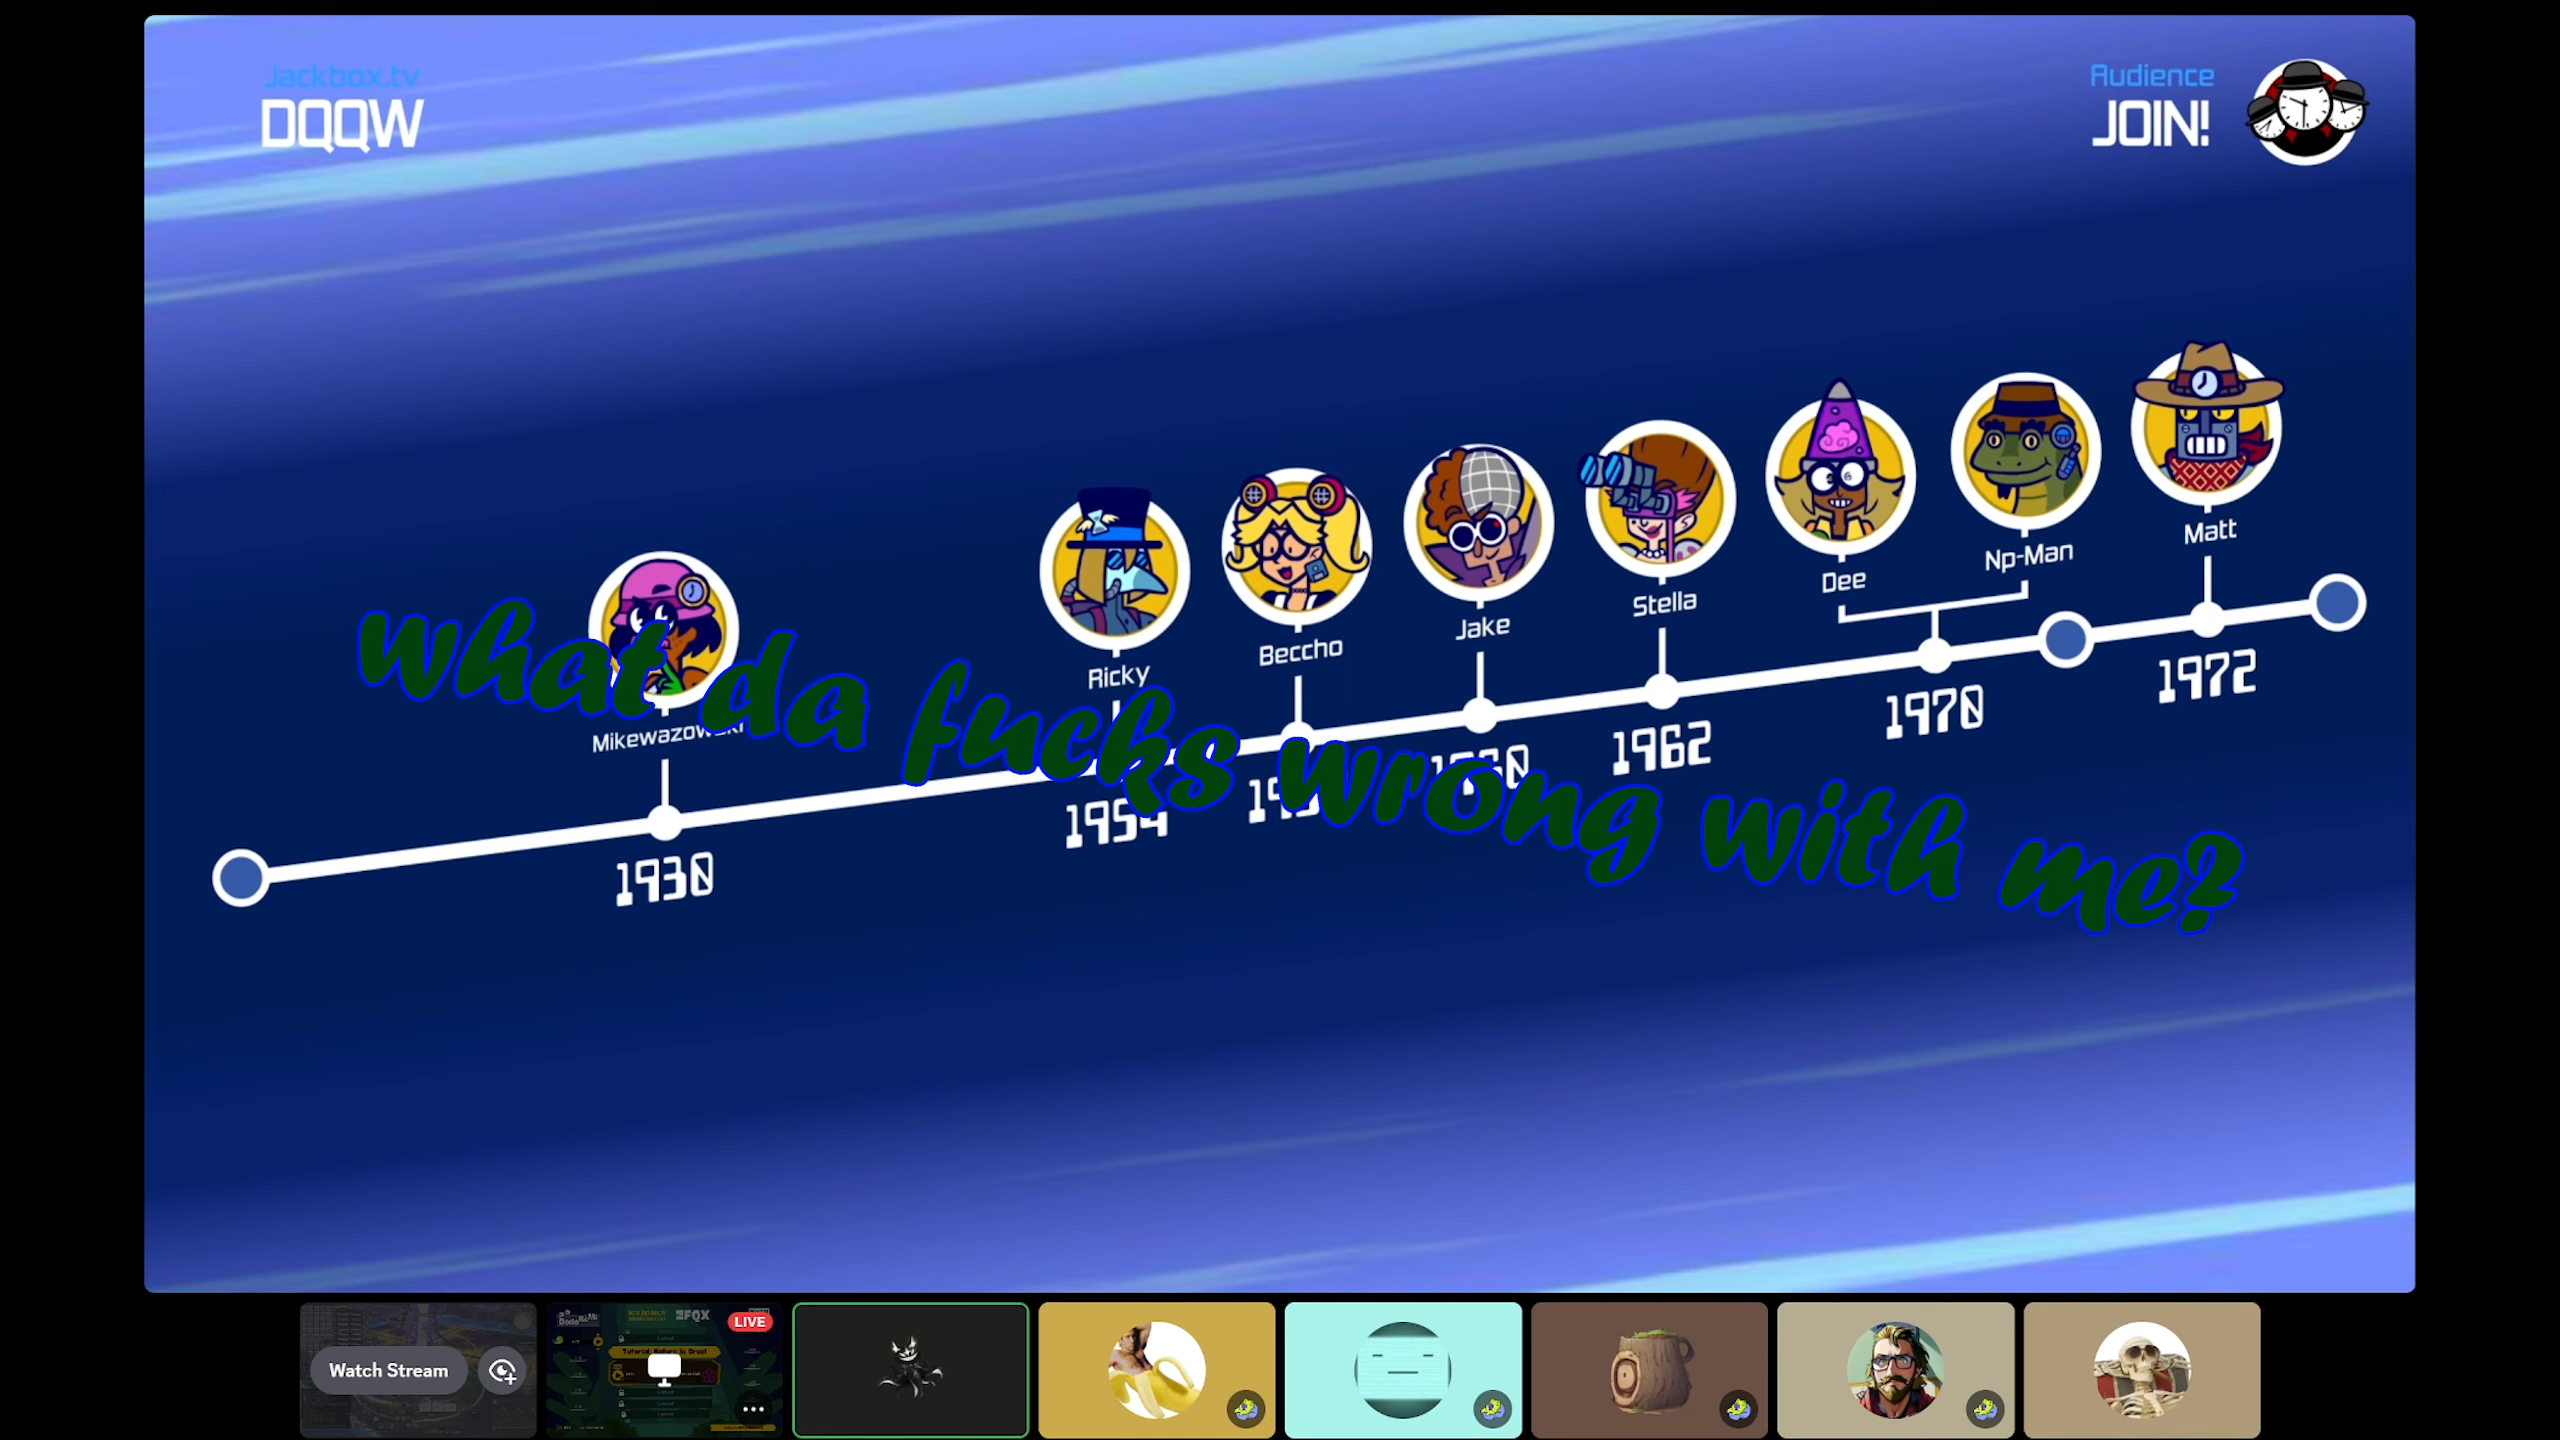 Jackbox.tv
DQQW
Audience
JOIN!
Matt
Np-Man
Dee
Stella
Jake
Beccho
Ricky
Mikewazowski
what da fucks wrong with me?
1930
1954
1962
1970
1972
LIVE
Watch Stream